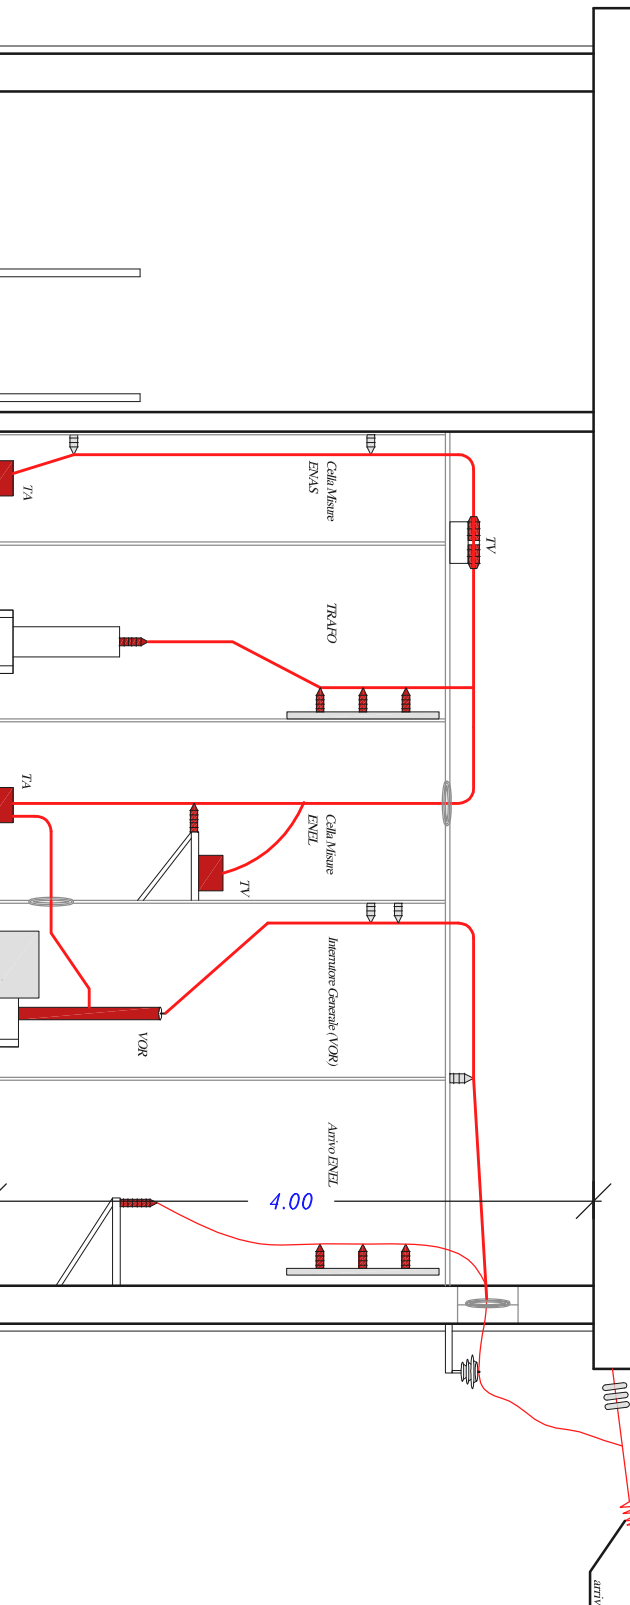 Cella Misure
ENAS
TA
TV
TRAFO
TA
Cella Misure
ENEL
TV
Interruttore Generale (VOR)
VOR
Arrivo ENEL
4.00
arriv